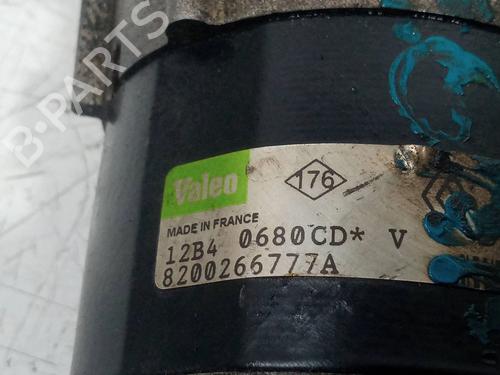 B-PARTS
Valeo
176
MADE IN FRANCE
12B4 0680CD* V
8200266777A